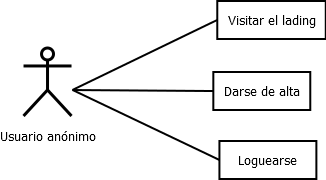 Visitar el lading
Darse de alta
Usuario anónimo
Loguearse